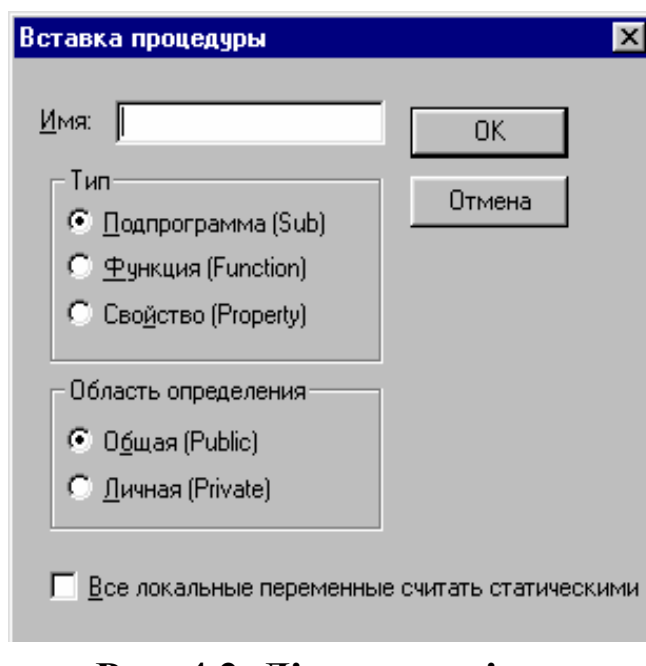 Вставка процедуры
Имя:
OK
Тип
Отмена
Подпрограмма (Sub)
Функция (Function)
Свойство (Property)
Область определения
Общая (Public)
Личная (Private)
Все локальные переменные считать статическими